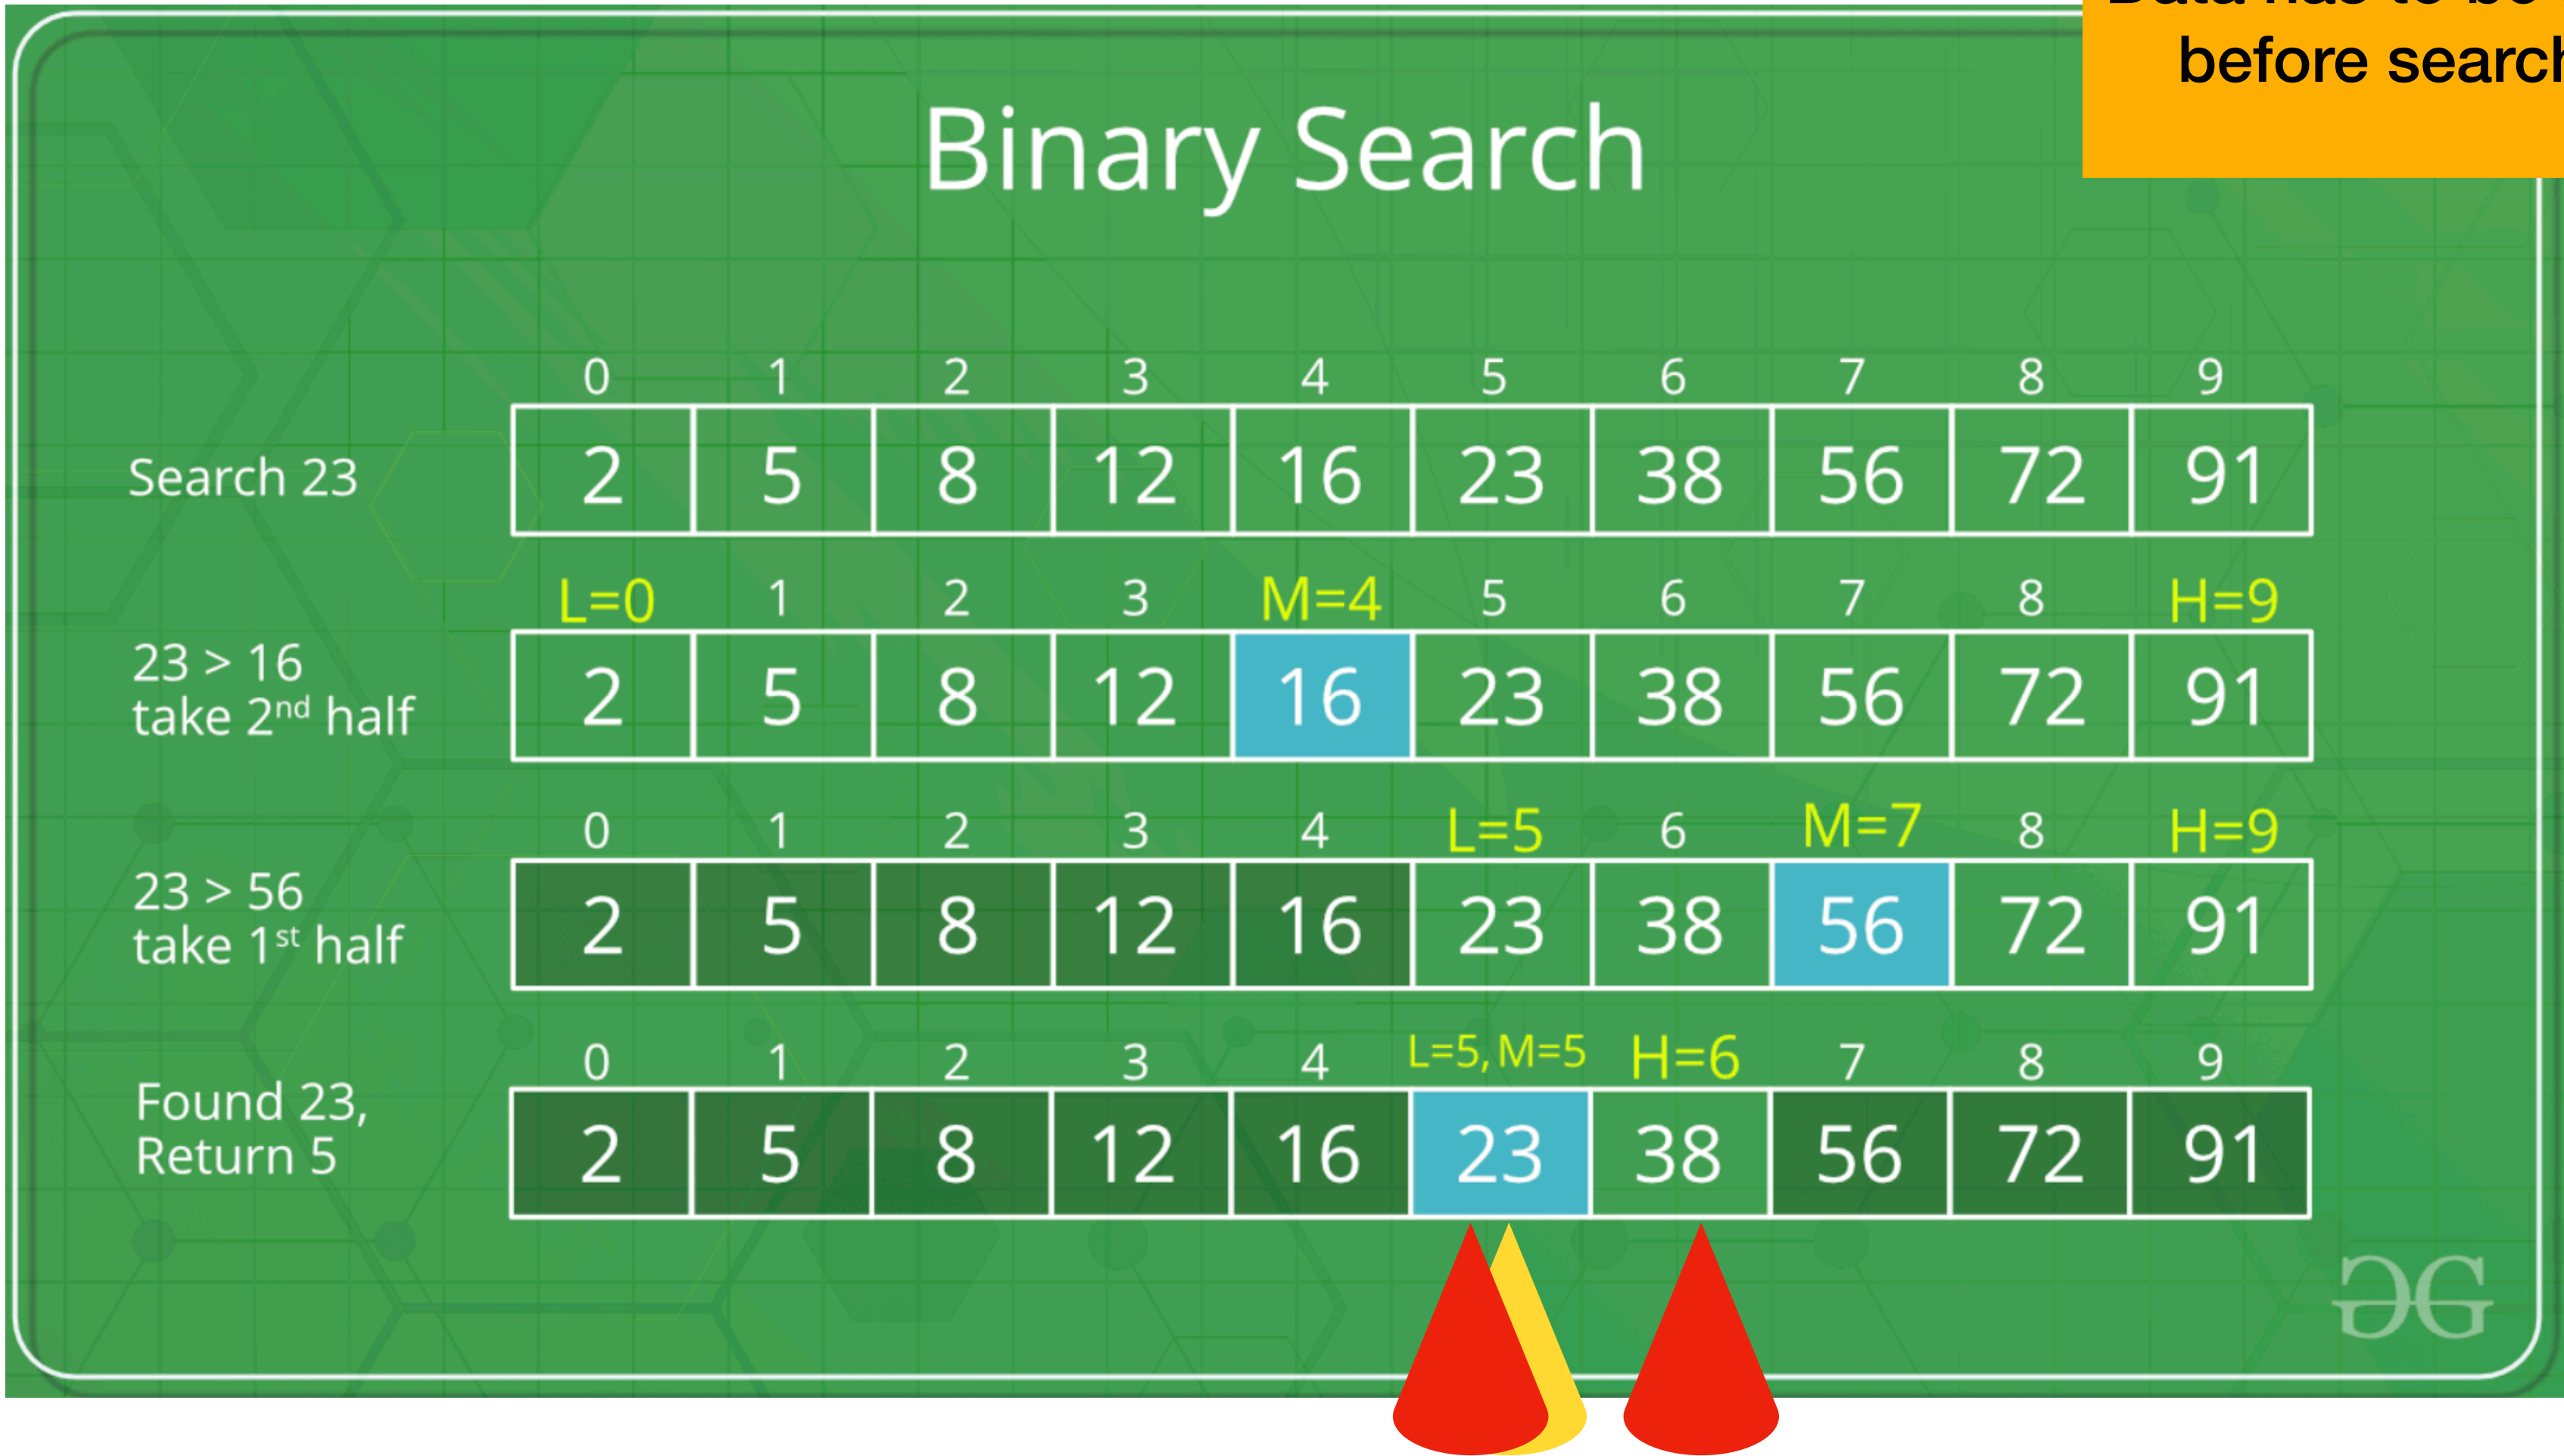 before search
Binary Search
0 1 2 3 4 5 6 7 8 9
Search 23 2 5 8 12 16 23 38 56 72 91
L=0 1 2 3 M=4 5 6 7 8 H=9
23 > 16
take 2nd half
2 5 8 12 16 23 38 56 72 91
0 1 2 3 4 L=5 6 M=7 8 H=9
23 > 56
take 1st half
2 5 8 12 16 23 38 56 72 91
0 1 2 3 4 L=5, M=5 H=6 7 8 9
Found 23,
Return 5
2 5 8 12 16 23 38 56 72 91